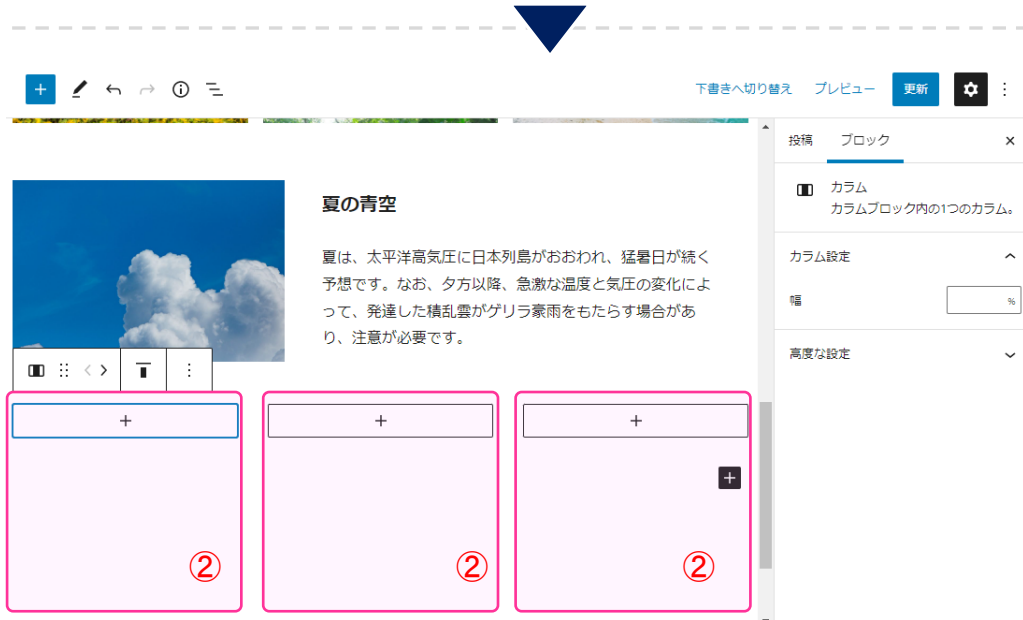 下書きへ切り替え
プレビュー
更新
投稿
ブロック
カラム
カラムブロック内の1つのカラム。
カラム設定
幅
%
高度な設定
夏の青空
夏は、太平洋高気圧に日本列島がおおわれ、猛暑日が続く
予想です。なお、夕方以降、急激な温度と気圧の変化によ
って、発達した積乱雲がゲリラ豪雨をもたらす場合があ
り、注意が必要です。
②
②
②